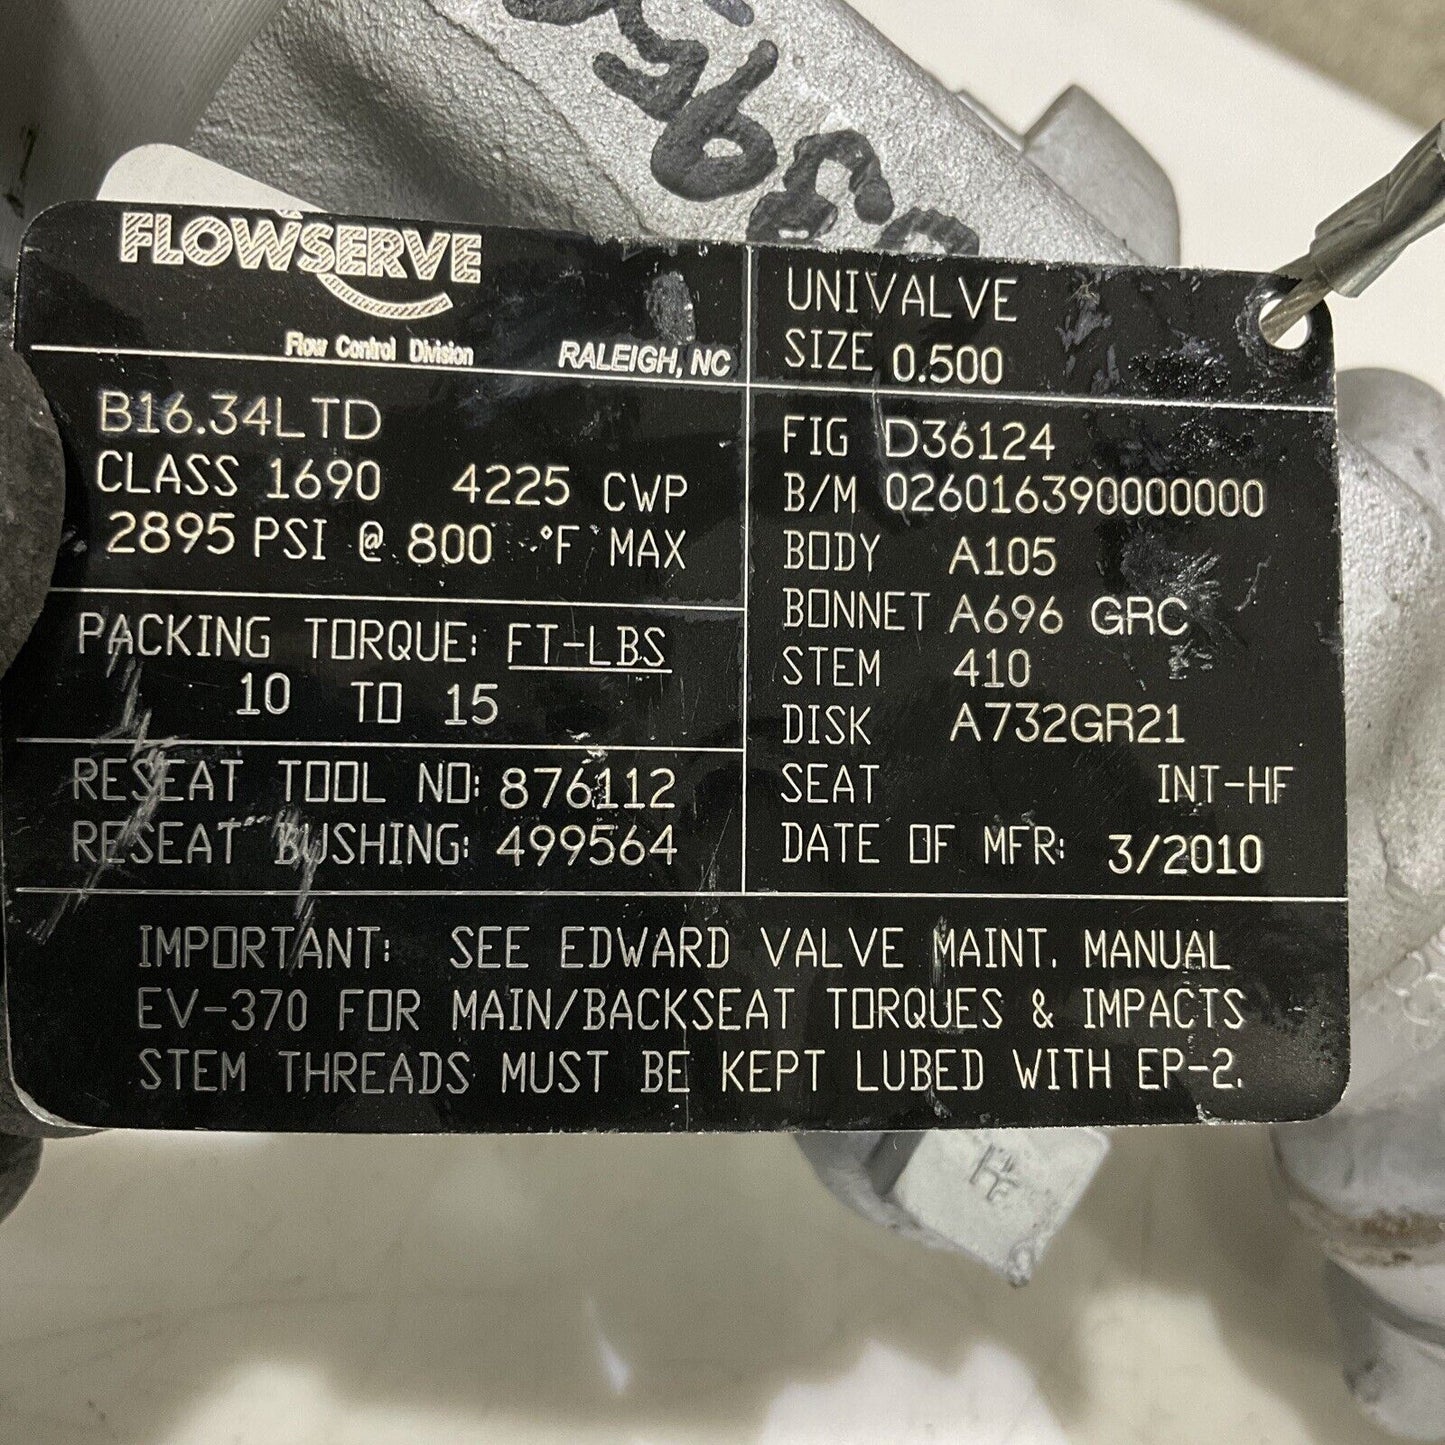 FLOWSERVE
Flow Control Division RALEIGH, NC
B16.34LTD
CLASS 1690 4225 CWP
2895 PSI @ 800 °F MAX
PACKING TORQUE: FT-LBS
10 TO 15
RESEAT TOOL NO: 876112
RESEAT BUSHING: 499564
UNIVALVE
SIZE 0.500
FIG D36124
B/M 026016390000000
BODY A105
BONNET A696 GRC
STEM 410
DISK A732GR21
SEAT INT-HF
DATE OF MFR: 3/2010
IMPORTANT: SEE EDWARD VALVE MAINT. MANUAL
EV-370 FOR MAIN/BACKSEAT TORQUES & IMPACTS
STEM THREADS MUST BE KEPT LUBED WITH EP-2.